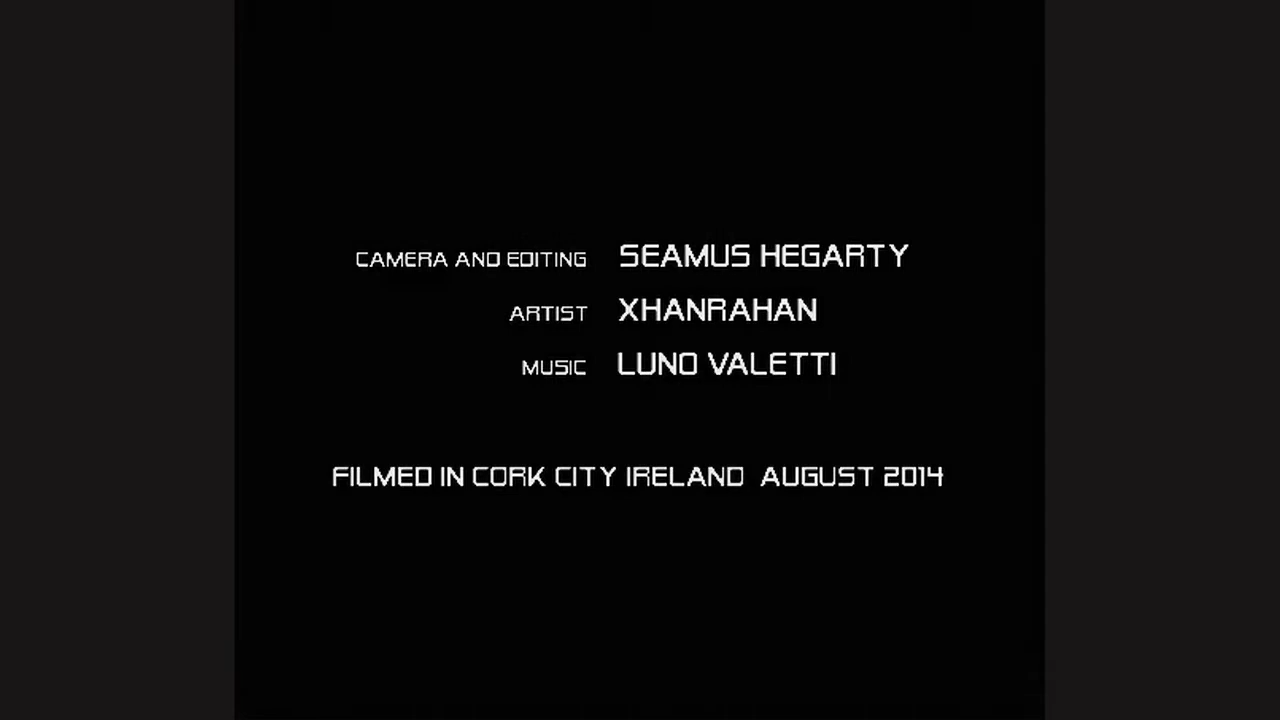 CAMERA AND EDITING SEAMUS HEGARTY
ARTIST XHANRAHAN
MUSIC LUNO VALETTI
FILMED IN CORK CITY IRELAND AUGUST 2014